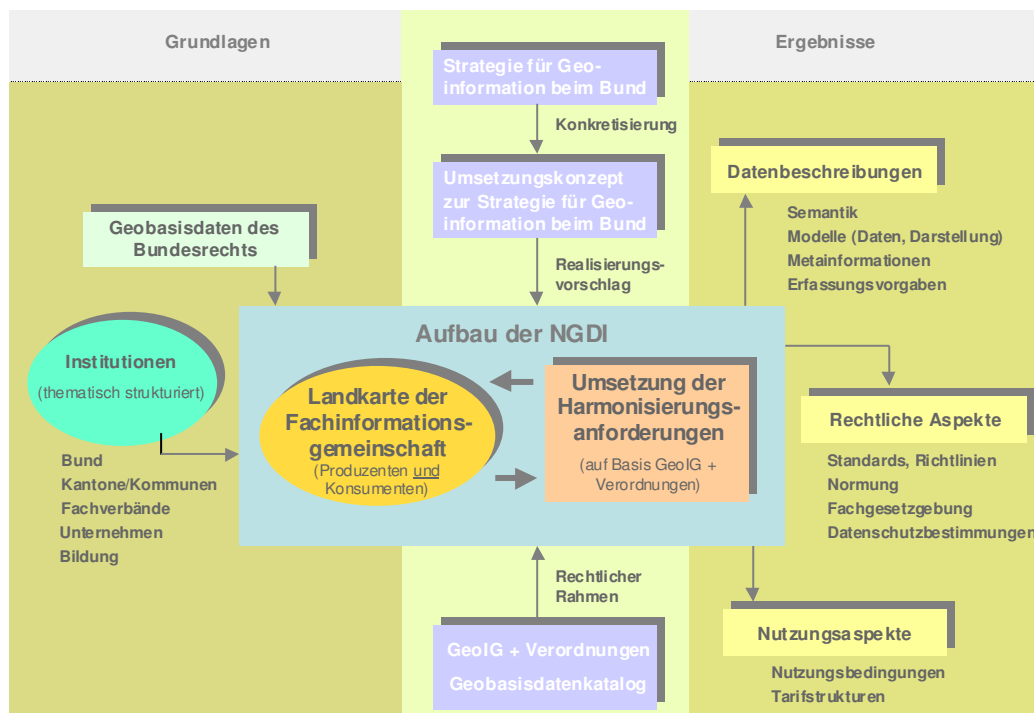 Grundlagen
Ergebnisse
Strategie für Geo-
information beim Bund
Konkretisierung
Umsetzungskonzept
zur Strategie für Geo-
information beim Bund
Realisierungs-
vorschlag
Geobasisdaten des
Bundesrechts
Institutionen
(thematisch strukturiert)
Bund
Kantone/Kommunen
Fachverbände
Unternehmen
Bildung
Aufbau der NGDI
Landkarte der
Fachinformations-
gemeinschaft
(Produzenten und
Konsumenten)
Umsetzung der
Harmonisierungs-
anforderungen
(auf Basis GeoIG +
Verordnungen)
Rechtlicher
Rahmen
GeoIG + Verordnungen
Geobasisdatenkatalog
Datenbeschreibungen
Semantik
Modelle (Daten, Darstellung)
Metainformationen
Erfassungsvorgaben
Rechtliche Aspekte
Standards, Richtlinien
Normung
Fachgesetzgebung
Datenschutzbestimmungen
Nutzungsaspekte
Nutzungsbedingungen
Tarifstrukturen